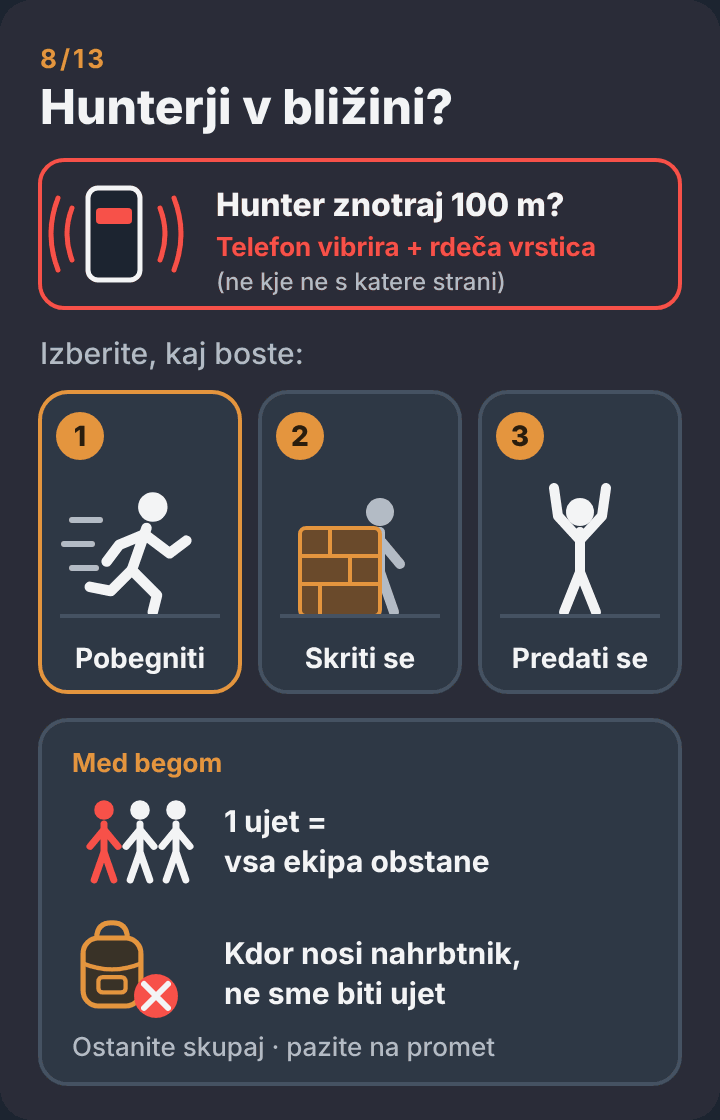 8/13
Hunterji v bližini?
Hunter znotraj 100 m?
Telefon vibrira + rdeča vrstica
(ne kje ne s katere strani)
Izberite, kaj boste:
1
2
3
Pobegniti
Skriti se
Predati se
Med begom
1 ujet =
vsa ekipa obstane
Kdor nosi nahrbtnik,
ne sme biti ujet
Ostanite skupaj · pazite na promet